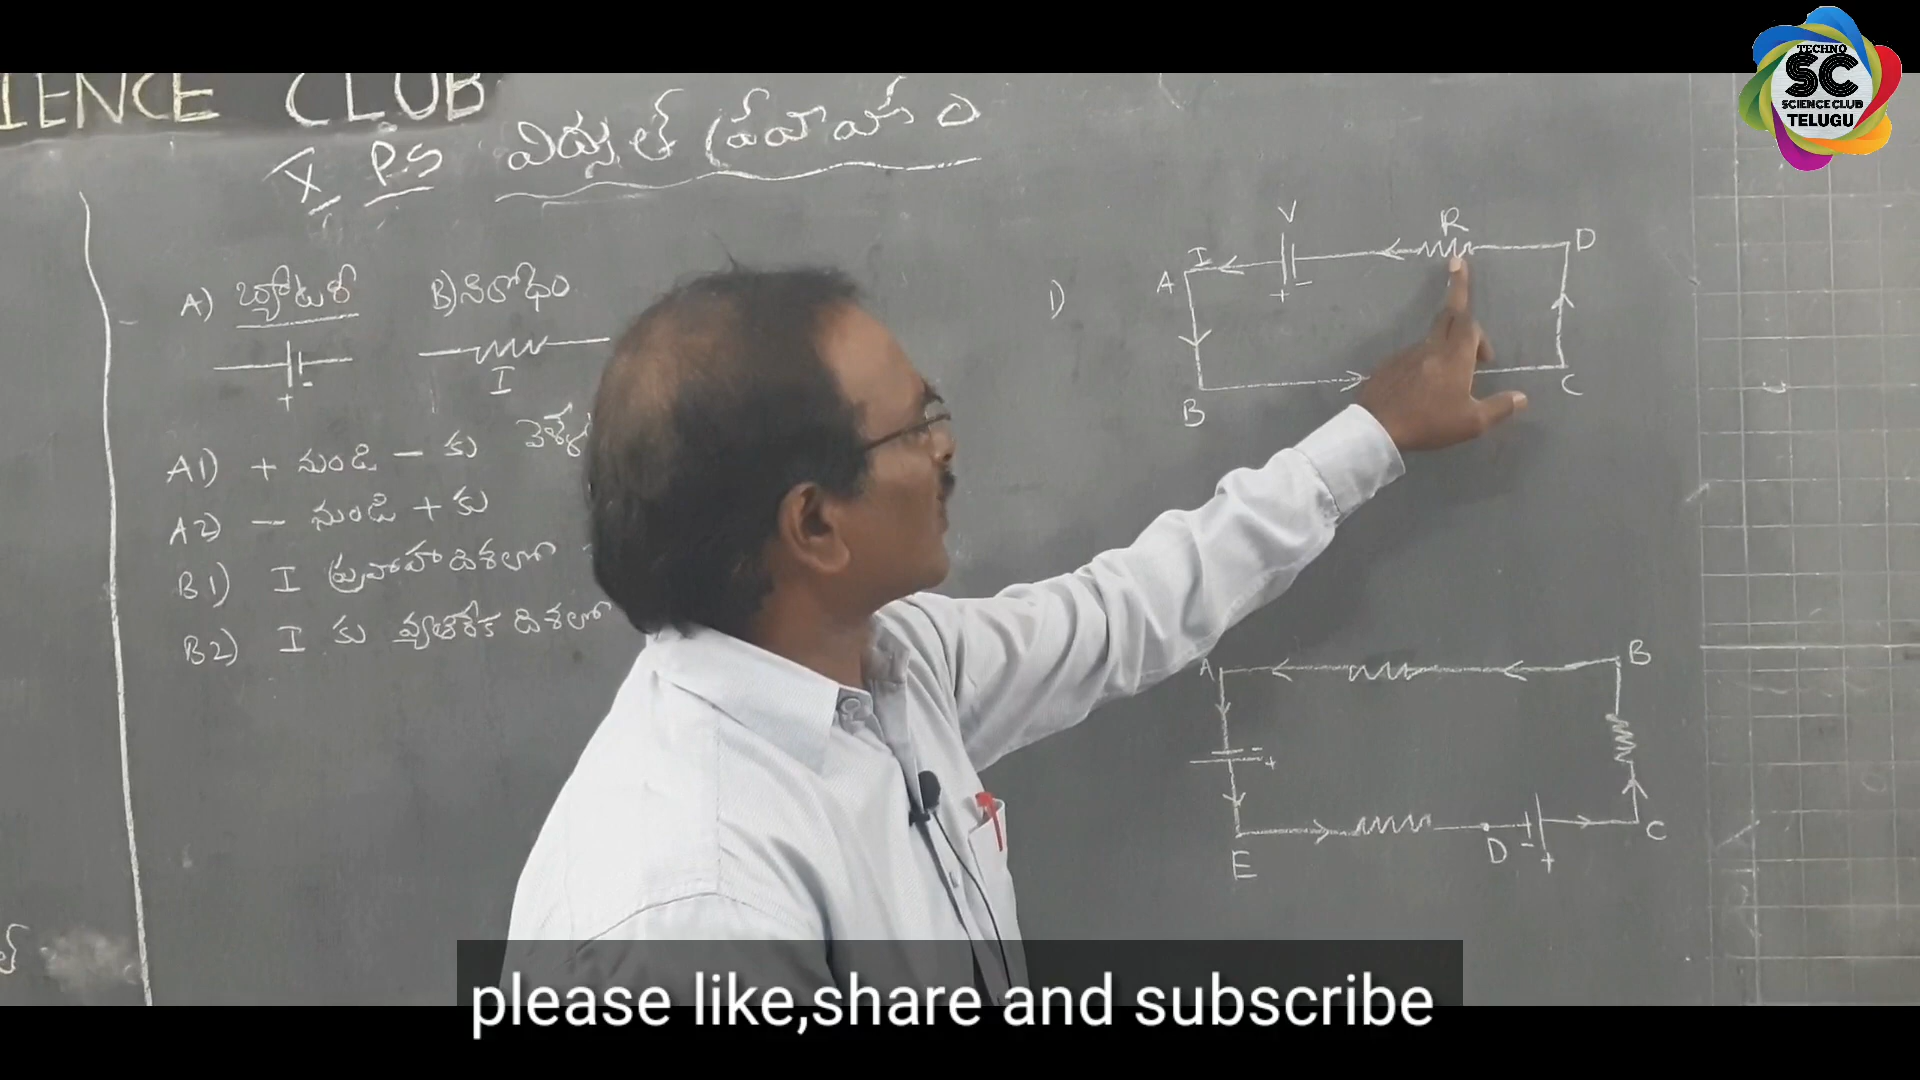 IENCE CLUB
X P.S విద్యుత్ ప్రవాహం
A) బ్యాటరీ
B) నిరోధం
+ -
I
A1) + నుండి - కు
A2) - నుండి + కు
B1) I ప్రవాహ దిశలో
B2) I కు వ్యతిరేక దిశలో
1)
V
R
I
A
D
+ -
B
C
A
B
-
+
E
D
- +
C
TECHNO
SC
SCIENCE CLUB
TELUGU
please like,share and subscribe